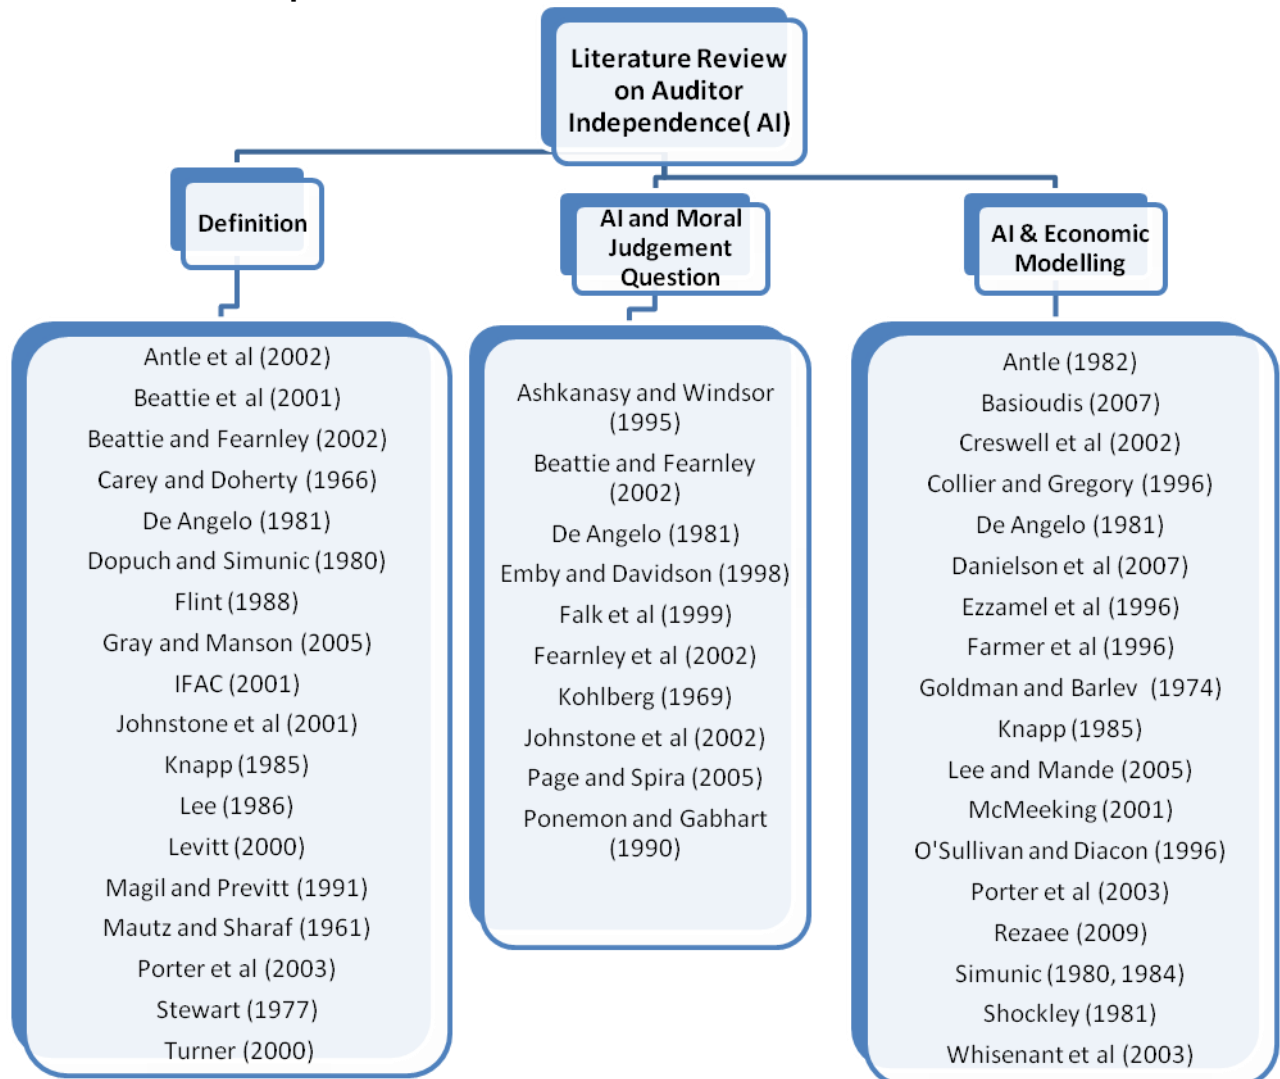 Literature Review
on Auditor
Independence( AI)
Definition
Antle et al (2002)
Beattie et al (2001)
Beattie and Fearnley (2002)
Carey and Doherty (1966)
De Angelo (1981)
Dopuch and Simunic (1980)
Flint (1988)
Gray and Manson (2005)
IFAC (2001)
Johnstone et al (2001)
Knapp (1985)
Lee (1986)
Levitt (2000)
Magil and Previtt (1991)
Mautz and Sharaf (1961)
Porter et al (2003)
Stewart (1977)
Turner (2000)
AI and Moral
Judgement
Question
Ashkanasy and Windsor
(1995)
Beattie and Fearnley
(2002)
De Angelo (1981)
Emby and Davidson (1998)
Falk et al (1999)
Fearnley et al (2002)
Kohlberg (1969)
Johnstone et al (2002)
Page and Spira (2005)
Ponemon and Gabhart
(1990)
AI & Economic
Modelling
Antle (1982)
Basioudis (2007)
Creswell et al (2002)
Collier and Gregory (1996)
De Angelo (1981)
Danielson et al (2007)
Ezzamel et al (1996)
Farmer et al (1996)
Goldman and Barlev (1974)
Knapp (1985)
Lee and Mande (2005)
McMeeking (2001)
O'Sullivan and Diacon (1996)
Porter et al (2003)
Rezaee (2009)
Simunic (1980, 1984)
Shockley (1981)
Whisenant et al (2003)